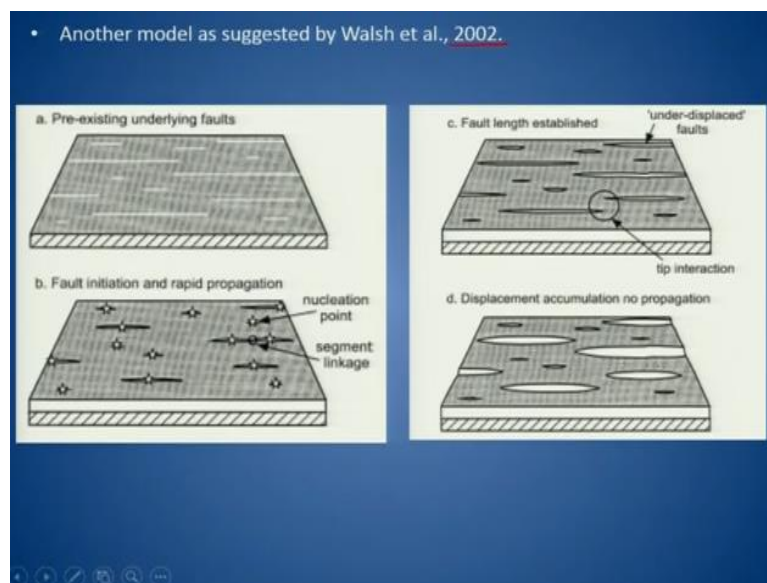 • Another model as suggested by Walsh et al., 2002.
a. Pre-existing underlying faults
b. Fault initiation and rapid propagation
nucleation
point
segment
linkage
c. Fault length established
'under-displaced'
faults
tip interaction
d. Displacement accumulation no propagation